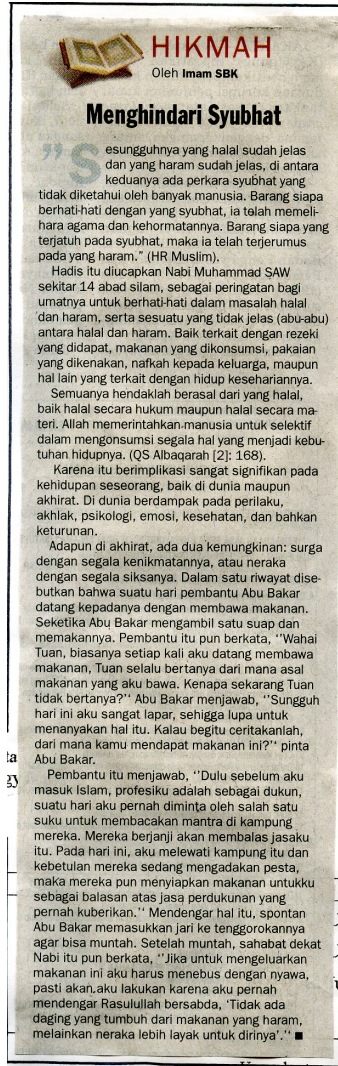 HIKMAH
Oleh Imam SBK
Menghindari Syubhat
"Sesungguhnya yang halal sudah jelas
dan yang haram sudah jelas, di antara
keduanya ada perkara syubhat yang
tidak diketahui oleh banyak manusia. Barang siapa
berhati-hati dengan yang syubhat, ia telah memeli-
hara agama dan kehormatannya. Barang siapa yang
terjatuh pada syubhat, maka ia telah terjerumus
pada yang haram." (HR Muslim).
Hadis itu diucapkan Nabi Muhammad SAW
sekitar 14 abad silam, sebagai peringatan bagi
umatnya untuk berhati-hati dalam masalah halal
dan haram, serta sesuatu yang tidak jelas (abu-abu)
antara halal dan haram. Baik terkait dengan rezeki
yang didapat, makanan yang dikonsumsi, pakaian
yang dikenakan, nafkah kepada keluarga, maupun
hal lain yang terkait dengan hidup kesehariannya.
Semuanya hendaklah berasal dari yang halal,
baik halal secara hukum maupun halal secara ma-
teri. Allah memerintahkan manusia untuk selektif
dalam mengonsumsi segala hal yang menjadi kebu-
tuhan hidupnya. (QS Albaqarah [2]: 168).
Karena itu berimplikasi sangat signifikan pada
kehidupan seseorang, baik di dunia maupun
akhirat. Di dunia berdampak pada perilaku,
akhlak, psikologi, emosi, kesehatan, dan bahkan
keturunan.
Adapun di akhirat, ada dua kemungkinan: surga
dengan segala kenikmatannya, atau neraka
dengan segala siksanya. Dalam satu riwayat dise-
butkan bahwa suatu hari pembantu Abu Bakar
datang kepadanya dengan membawa makanan.
Seketika Abu Bakar mengambil satu suap dan
memakannya. Pembantu itu pun berkata, ''Wahai
Tuan, biasanya setiap kali aku datang membawa
makanan, Tuan selalu bertanya dari mana asal
makanan yang aku bawa. Kenapa sekarang Tuan
tidak bertanya?'' Abu Bakar menjawab, ''Sungguh
hari ini aku sangat lapar, sehigga lupa untuk
menanyakan hal itu. Kalau begitu ceritakanlah,
dari mana kamu mendapat makanan ini?'' pinta
Abu Bakar.
Pembantu itu menjawab, ''Dulu sebelum aku
masuk Islam, profesiku adalah sebagai dukun,
suatu hari aku pernah diminta oleh salah satu
suku untuk membacakan mantra di kampung
mereka. Mereka berjanji akan membalas jasaku
itu. Pada hari ini, aku melewati kampung itu dan
kebetulan mereka sedang mengadakan pesta,
maka mereka pun menyiapkan makanan untukku
sebagai balasan atas jasa perdukunan yang
pernah kuberikan.'' Mendengar hal itu, spontan
Abu Bakar memasukkan jari ke tenggorokannya
agar bisa muntah. Setelah muntah, sahabat dekat
Nabi itu pun berkata, ''Jika untuk mengeluarkan
makanan ini aku harus menebus dengan nyawa,
pasti akan aku lakukan karena aku pernah
mendengar Rasulullah bersabda, 'Tidak ada
daging yang tumbuh dari makanan yang haram,
melainkan neraka lebih layak untuk dirinya'.'' ■